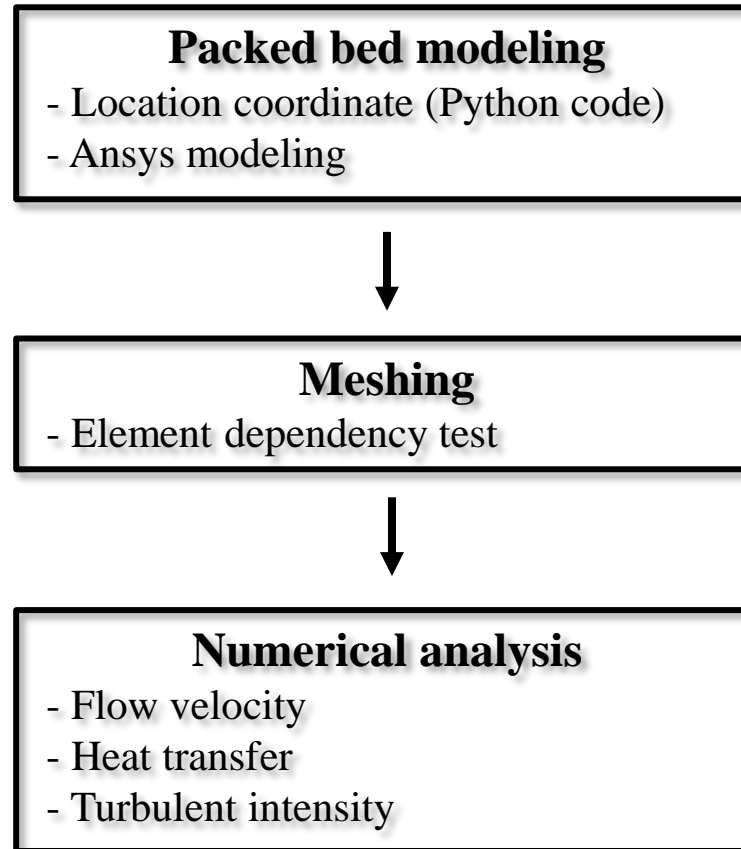 Packed bed modeling
- Location coordinate (Python code)
- Ansys modeling
Meshing
- Element dependency test
Numerical analysis
- Flow velocity
- Heat transfer
- Turbulent intensity